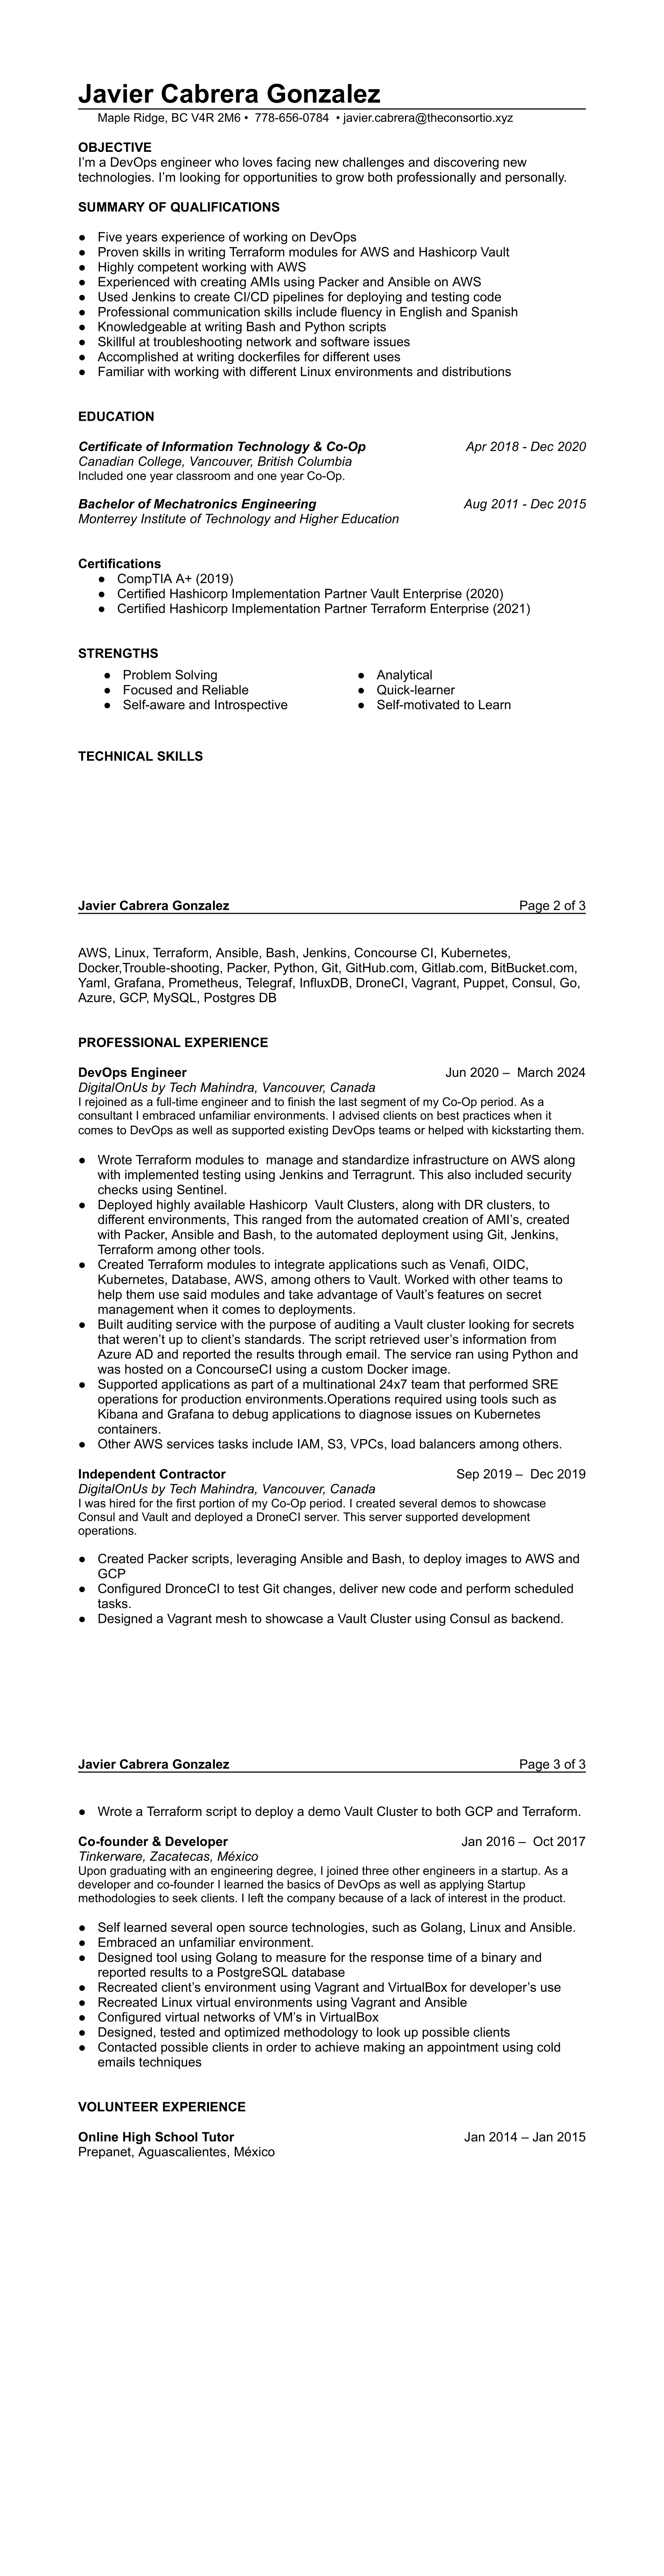 Javier Cabrera Gonzalez
Maple Ridge, BC V4R 2M6 • 778-656-0784 • javier.cabrera@theconsortio.xyz
OBJECTIVE
I'm a DevOps engineer who loves facing new challenges and discovering new
technologies. I'm looking for opportunities to grow both professionally and personally.
SUMMARY OF QUALIFICATIONS
● Five years experience of working on DevOps
● Proven skills in writing Terraform modules for AWS and Hashicorp Vault
● Highly competent working with AWS
● Experienced with creating AMIs using Packer and Ansible on AWS
● Used Jenkins to create CI/CD pipelines for deploying and testing code
● Professional communication skills include fluency in English and Spanish
● Knowledgeable at writing Bash and Python scripts
● Skillful at troubleshooting network and software issues
● Accomplished at writing dockerfiles for different uses
● Familiar with working with different Linux environments and distributions
EDUCATION
Certificate of Information Technology & Co-Op Apr 2018 - Dec 2020
Canadian College, Vancouver, British Columbia
Included one year classroom and one year Co-Op.
Bachelor of Mechatronics Engineering Aug 2011 - Dec 2015
Monterrey Institute of Technology and Higher Education
Certifications
● CompTIA A+ (2019)
● Certified Hashicorp Implementation Partner Vault Enterprise (2020)
● Certified Hashicorp Implementation Partner Terraform Enterprise (2021)
STRENGTHS
● Problem Solving ● Analytical
● Focused and Reliable ● Quick-learner
● Self-aware and Introspective ● Self-motivated to Learn
TECHNICAL SKILLS
Javier Cabrera Gonzalez Page 2 of 3
AWS, Linux, Terraform, Ansible, Bash, Jenkins, Concourse CI, Kubernetes,
Docker,Trouble-shooting, Packer, Python, Git, GitHub.com, Gitlab.com, BitBucket.com,
Yaml, Grafana, Prometheus, Telegraf, InfluxDB, DroneCI, Vagrant, Puppet, Consul, Go,
Azure, GCP, MySQL, Postgres DB
PROFESSIONAL EXPERIENCE
DevOps Engineer Jun 2020 – March 2024
DigitalOnUs by Tech Mahindra, Vancouver, Canada
I rejoined as a full-time engineer and to finish the last segment of my Co-Op period. As a
consultant I embraced unfamiliar environments. I advised clients on best practices when it
comes to DevOps as well as supported existing DevOps teams or helped with kickstarting them.
● Wrote Terraform modules to manage and standardize infrastructure on AWS along
with implemented testing using Jenkins and Terragrunt. This also included security
checks using Sentinel.
● Deployed highly available Hashicorp Vault Clusters, along with DR clusters, to
different environments, This ranged from the automated creation of AMI's, created
with Packer, Ansible and Bash, to the automated deployment using Git, Jenkins,
Terraform among other tools.
● Created Terraform modules to integrate applications such as Venafi, OIDC,
Kubernetes, Database, AWS, among others to Vault. Worked with other teams to
help them use said modules and take advantage of Vault's features on secret
management when it comes to deployments.
● Built auditing service with the purpose of auditing a Vault cluster looking for secrets
that weren't up to client's standards. The script retrieved user's information from
Azure AD and reported the results through email. The service ran using Python and
was hosted on a ConcourseCI using a custom Docker image.
● Supported applications as part of a multinational 24x7 team that performed SRE
operations for production environments.Operations required using tools such as
Kibana and Grafana to debug applications to diagnose issues on Kubernetes
containers.
● Other AWS services tasks include IAM, S3, VPCs, load balancers among others.
Independent Contractor Sep 2019 – Dec 2019
DigitalOnUs by Tech Mahindra, Vancouver, Canada
I was hired for the first portion of my Co-Op period. I created several demos to showcase
Consul and Vault and deployed a DroneCI server. This server supported development
operations.
● Created Packer scripts, leveraging Ansible and Bash, to deploy images to AWS and
GCP
● Configured DronceCI to test Git changes, deliver new code and perform scheduled
tasks.
● Designed a Vagrant mesh to showcase a Vault Cluster using Consul as backend.
Javier Cabrera Gonzalez Page 3 of 3
● Wrote a Terraform script to deploy a demo Vault Cluster to both GCP and Terraform.
Co-founder & Developer Jan 2016 – Oct 2017
Tinkerware, Zacatecas, México
Upon graduating with an engineering degree, I joined three other engineers in a startup. As a
developer and co-founder I learned the basics of DevOps as well as applying Startup
methodologies to seek clients. I left the company because of a lack of interest in the product.
● Self learned several open source technologies, such as Golang, Linux and Ansible.
● Embraced an unfamiliar environment.
● Designed tool using Golang to measure for the response time of a binary and
reported results to a PostgreSQL database
● Recreated client's environment using Vagrant and VirtualBox for developer's use
● Recreated Linux virtual environments using Vagrant and Ansible
● Configured virtual networks of VM's in VirtualBox
● Designed, tested and optimized methodology to look up possible clients
● Contacted possible clients in order to achieve making an appointment using cold
emails techniques
VOLUNTEER EXPERIENCE
Online High School Tutor Jan 2014 – Jan 2015
Prepanet, Aguascalientes, México